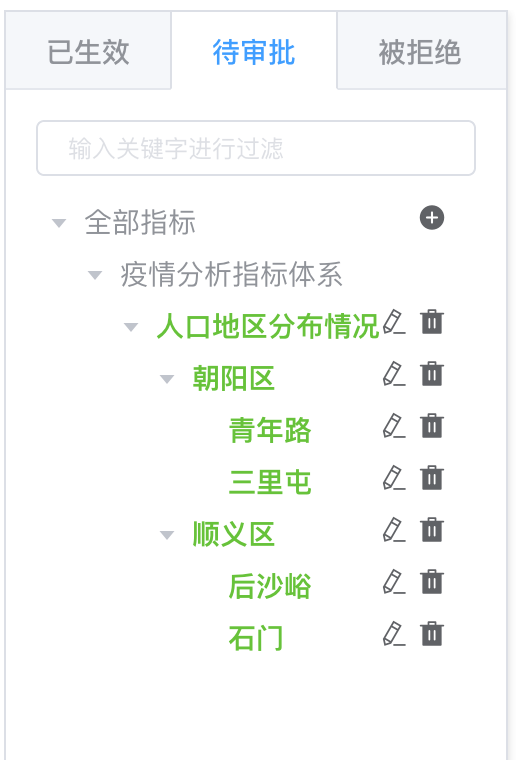 已生效 待审批 被拒绝
输入关键字进行过滤
全部指标
疫情分析指标体系
人口地区分布情况
朝阳区
青年路
三里屯
顺义区
后沙峪
石门